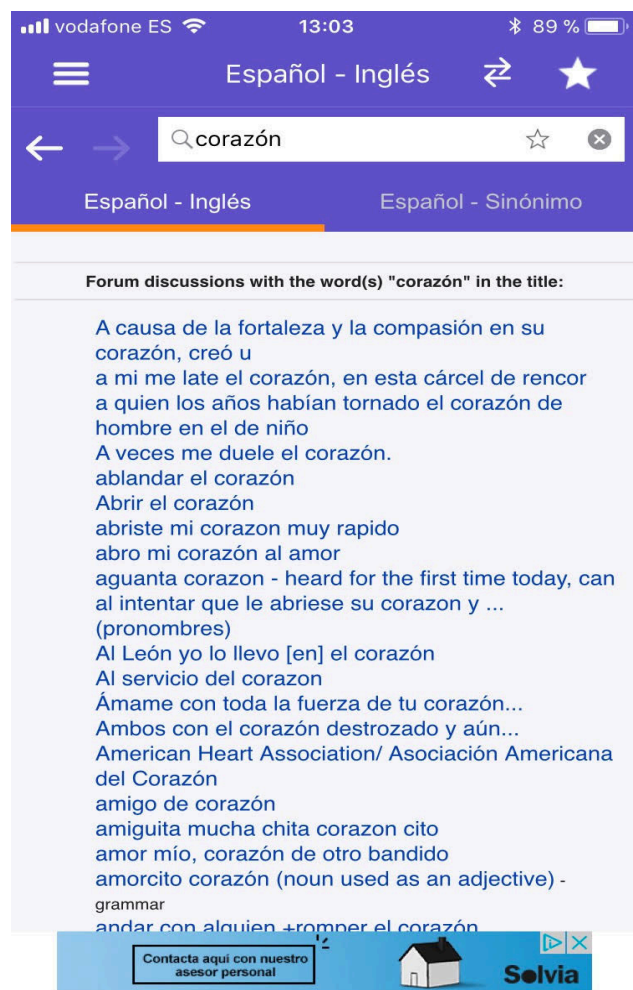 vodafone ES 13:03 89 %
Español - Inglés
corazón
Español - Inglés Español - Sinónimo
Forum discussions with the word(s) "corazón" in the title:
A causa de la fortaleza y la compasión en su
corazón, creó u
a mi me late el corazón, en esta cárcel de rencor
a quien los años habían tornado el corazón de
hombre en el de niño
A veces me duele el corazón.
ablandar el corazón
Abrir el corazón
abriste mi corazon muy rapido
abro mi corazón al amor
aguanta corazon - heard for the first time today, can
al intentar que le abriese su corazon y ...
(pronombres)
Al León yo lo llevo [en] el corazón
Al servicio del corazon
Ámame con toda la fuerza de tu corazón...
Ambos con el corazón destrozado y aún...
American Heart Association/ Asociación Americana
del Corazón
amigo de corazón
amiguita mucha chita corazon cito
amor mío, corazón de otro bandido
amorcito corazón (noun used as an adjective) -
grammar
andar con alguien +romper el corazón
Contacta aquí con nuestro
asesor personal
Solvia